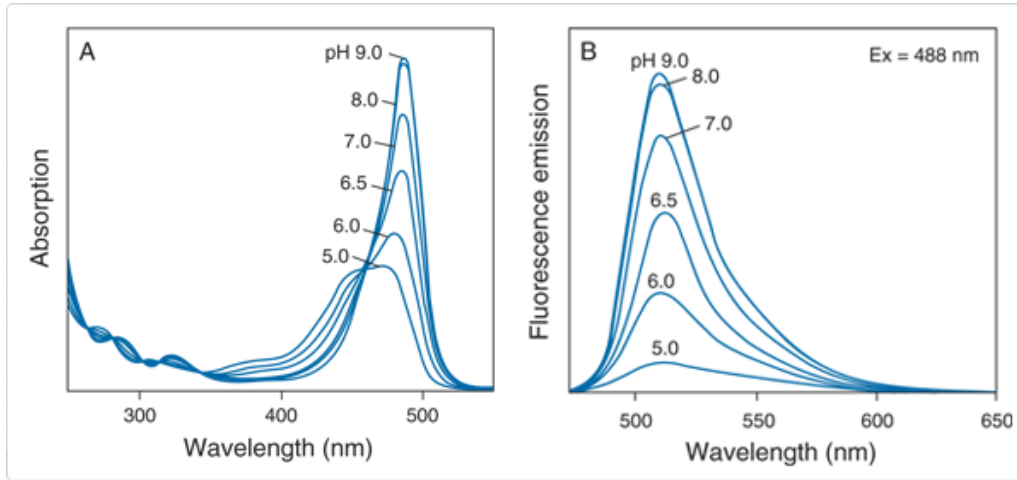 A
pH 9.0
8.0
7.0
6.5
6.0
5.0
Absorption
300
400
500
Wavelength (nm)
B
Ex = 488 nm
pH 9.0
8.0
7.0
6.5
6.0
5.0
Fluorescence emission
500
550
600
650
Wavelength (nm)